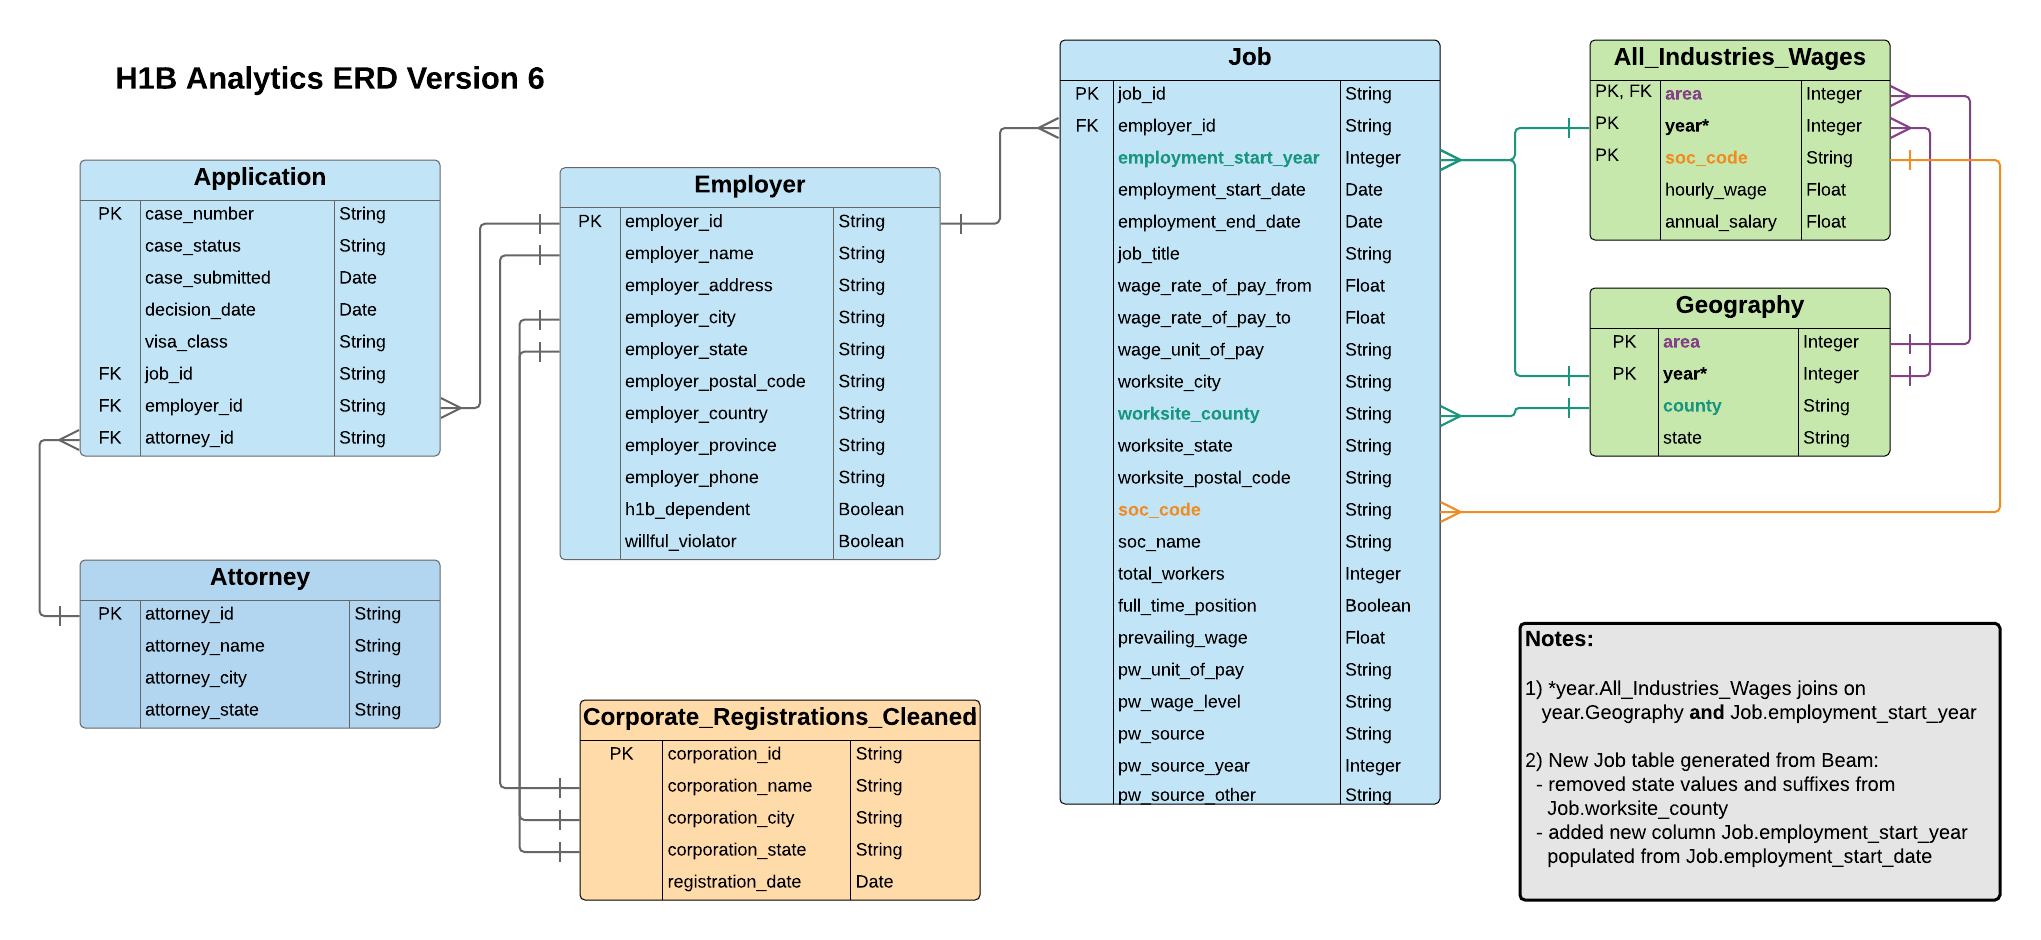 H1B Analytics ERD Version 6
Application
PK case_number String
case_status String
case_submitted Date
decision_date Date
visa_class String
FK job_id String
FK employer_id String
FK attorney_id String
Attorney
PK attorney_id String
attorney_name String
attorney_city String
attorney_state String
Employer
PK employer_id String
employer_name String
employer_address String
employer_city String
employer_state String
employer_postal_code String
employer_country String
employer_province String
employer_phone String
h1b_dependent Boolean
willful_violator Boolean
Corporate_Registrations_Cleaned
PK corporation_id String
corporation_name String
corporation_city String
corporation_state String
registration_date Date
Job
PK job_id String
FK employer_id String
employment_start_year Integer
employment_start_date Date
employment_end_date Date
job_title String
wage_rate_of_pay_from Float
wage_rate_of_pay_to Float
wage_unit_of_pay String
worksite_city String
worksite_county String
worksite_state String
worksite_postal_code String
soc_code String
soc_name String
total_workers Integer
full_time_position Boolean
prevailing_wage Float
pw_unit_of_pay String
pw_wage_level String
pw_source String
pw_source_year Integer
pw_source_other String
All_Industries_Wages
PK, FK area Integer
PK year* Integer
PK soc_code String
hourly_wage Float
annual_salary Float
Geography
PK area Integer
PK year* Integer
county String
state String
Notes:
1) *year.All_Industries_Wages joins on
year.Geography and Job.employment_start_year
2) New Job table generated from Beam:
- removed state values and suffixes from
Job.worksite_county
- added new column Job.employment_start_year
populated from Job.employment_start_date